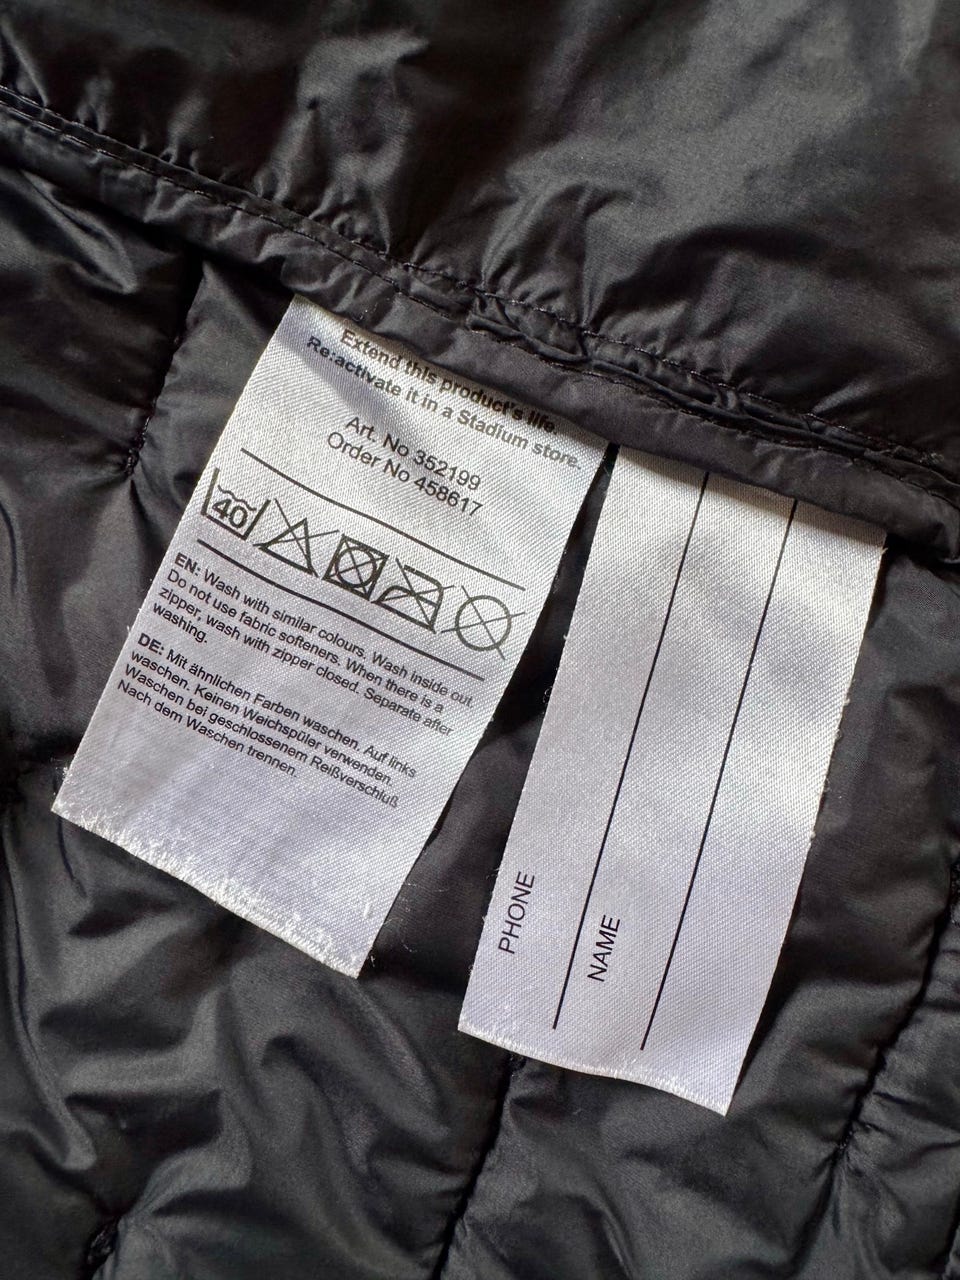 Extend this product's life.
Re:activate it in a Stadium store.
Art. No 352199
Order No 458617
40
EN: Wash with similar colours. Wash inside out.
Do not use fabric softeners. When there is a
zipper, wash with zipper closed. Separate after
washing.
DE: Mit ähnlichen Farben waschen. Auf links
waschen. Keinen Weichspüler verwenden.
Waschen bei geschlossenem Reißverschluß
Nach dem Waschen trennen.
PHONE
NAME